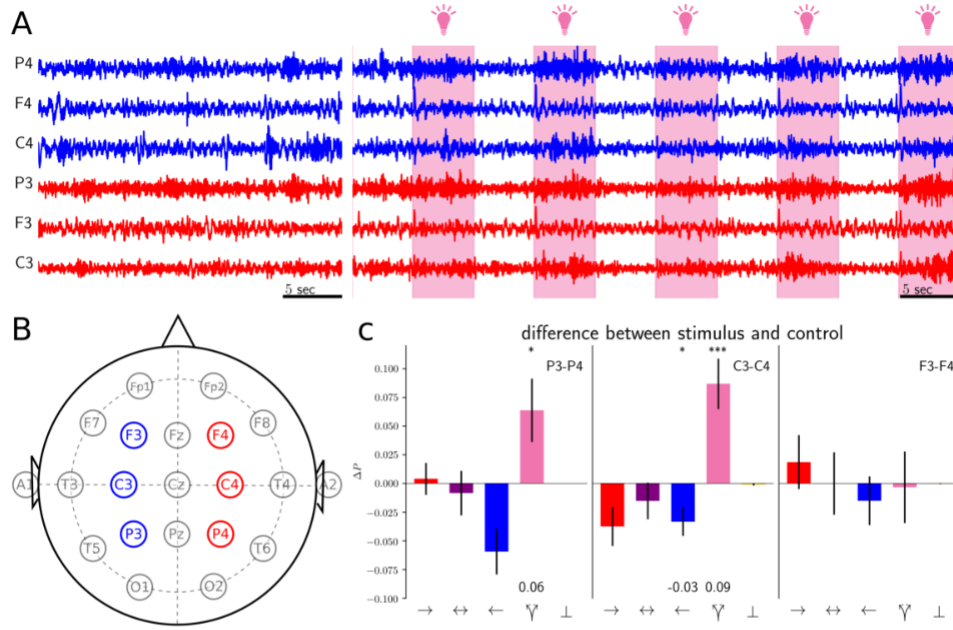 A
P4
F4
C4
P3
F3
C3
5 sec
5 sec
B
Fp1 Fp2
F7 F3 Fz F4 F8
A1 T3 C3 Cz C4 T4 A2
T5 P3 Pz P4 T6
O1 O2
C
difference between stimulus and control
* P3-P4
* *** C3-C4
F3-F4
ΔP
0.100
0.075
0.050
0.025
0.000
−0.025
−0.050
−0.075
−0.100
0.06
-0.03 0.09
→ ↔ ← ⊥
→ ↔ ← ⊥
→ ↔ ← ⊥